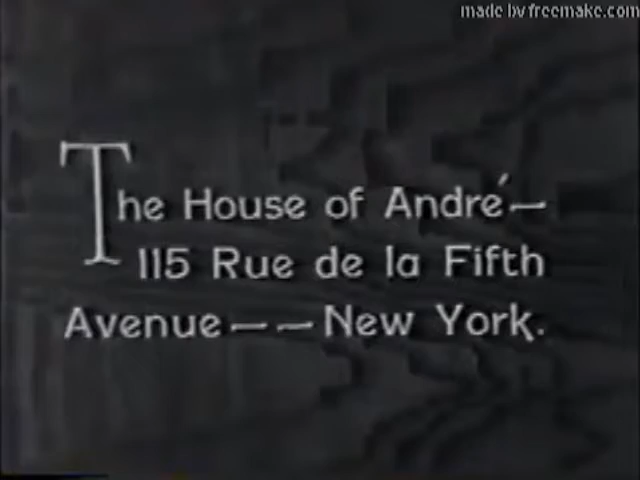 made by freemake.com
The House of André—
115 Rue de la Fifth
Avenue — — New York.